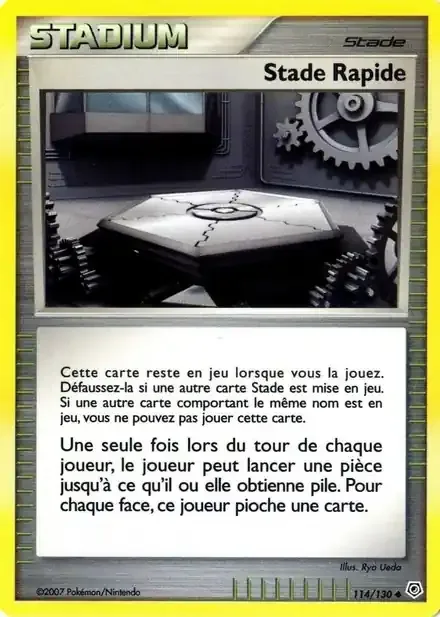 STADIUM
Stade
Stade Rapide
Cette carte reste en jeu lorsque vous la jouez.
Défaussez-la si une autre carte Stade est mise en jeu.
Si une autre carte comportant le même nom est en
jeu, vous ne pouvez pas jouer cette carte.
Une seule fois lors du tour de chaque
joueur, le joueur peut lancer une pièce
jusqu'à ce qu'il ou elle obtienne pile. Pour
chaque face, ce joueur pioche une carte.
Illus. Ryo Ueda
©2007 Pokémon/Nintendo
114/130